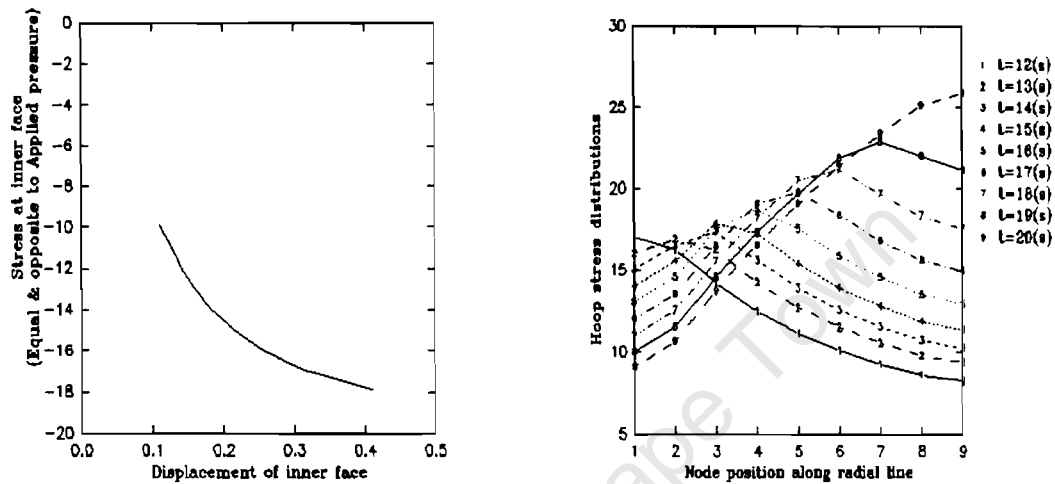 Stress at inner face
(Equal & opposite to Applied pressure)
0
-2
-4
-6
-8
-10
-12
-14
-16
-18
-20
0.0 0.1 0.2 0.3 0.4 0.5
Displacement of inner face
Hoop stress distributions
30
25
20
15
10
5
1 2 3 4 5 6 7 8 9
Node position along radial line
1 t=12(s)
2 t=13(s)
3 t=14(s)
4 t=15(s)
5 t=16(s)
6 t=17(s)
7 t=18(s)
8 t=19(s)
9 t=20(s)
ape Town